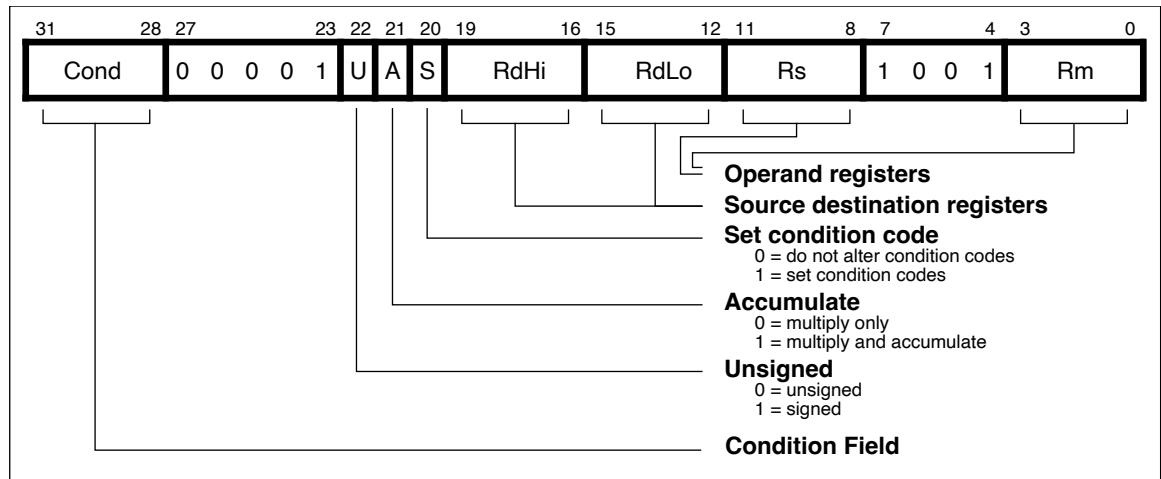 31 28 27 23 22 21 20 19 16 15 12 11 8 7 4 3 0
Cond 0 0 0 0 1 U A S RdHi RdLo Rs 1 0 0 1 Rm
Operand registers
Source destination registers
Set condition code
0 = do not alter condition codes
1 = set condition codes
Accumulate
0 = multiply only
1 = multiply and accumulate
Unsigned
0 = unsigned
1 = signed
Condition Field